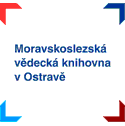 Moravskoslezská
vědecká knihovna
v Ostravě